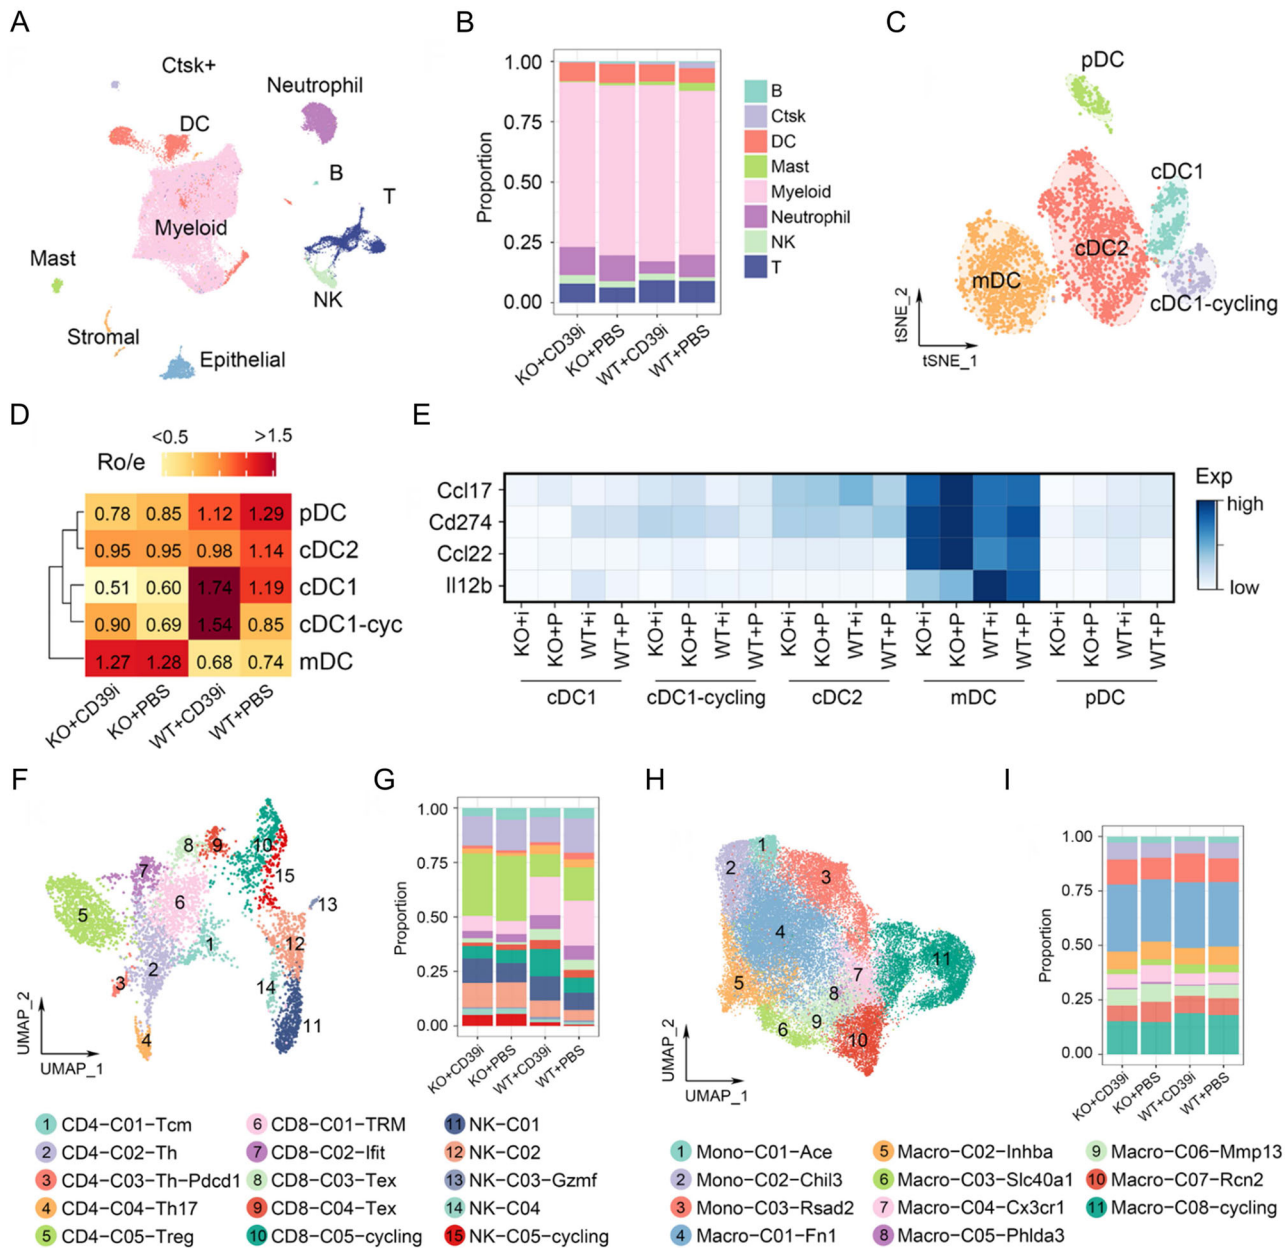 A
Ctsk+
Neutrophil
DC
B
T
Myeloid
Mast
NK
Stromal
Epithelial
B
Proportion
1.00
0.75
0.50
0.25
0.00
KO+CD39i
KO+PBS
WT+CD39i
WT+PBS
B
Ctsk
DC
Mast
Myeloid
Neutrophil
NK
T
C
pDC
cDC1
cDC2
mDC
cDC1-cycling
tSNE_2
tSNE_1
D
<0.5 >1.5
Ro/e
0.78 0.85 1.12 1.29 pDC
0.95 0.95 0.98 1.14 cDC2
0.51 0.60 1.74 1.19 cDC1
0.90 0.69 1.54 0.85 cDC1-cyc
1.27 1.28 0.68 0.74 mDC
KO+CD39i
KO+PBS
WT+CD39i
WT+PBS
E
Ccl17
Cd274
Ccl22
Il12b
KO+i KO+P WT+i WT+P KO+i KO+P WT+i WT+P KO+i KO+P WT+i WT+P KO+i KO+P WT+i WT+P KO+i KO+P WT+i WT+P
cDC1 cDC1-cycling cDC2 mDC pDC
Exp
high
low
F
8
9
10
7
15
6
13
5
1
12
2
3
14
4
11
UMAP_2
UMAP_1
G
Proportion
1.00
0.75
0.50
0.25
0.00
KO+CD39i
KO+PBS
WT+CD39i
WT+PBS
1 CD4-C01-Tcm
2 CD4-C02-Th
3 CD4-C03-Th-Pdcd1
4 CD4-C04-Th17
5 CD4-C05-Treg
6 CD8-C01-TRM
7 CD8-C02-Ifit
8 CD8-C03-Tex
9 CD8-C04-Tex
10 CD8-C05-cycling
11 NK-C01
12 NK-C02
13 NK-C03-Gzmf
14 NK-C04
15 NK-C05-cycling
H
1
2
3
4
11
7
5
8
9
6
10
UMAP_2
UMAP_1
I
Proportion
1.00
0.75
0.50
0.25
0.00
KO+CD39i
KO+PBS
WT+CD39i
WT+PBS
1 Mono-C01-Ace
2 Mono-C02-Chil3
3 Mono-C03-Rsad2
4 Macro-C01-Fn1
5 Macro-C02-Inhba
6 Macro-C03-Slc40a1
7 Macro-C04-Cx3cr1
8 Macro-C05-Phlda3
9 Macro-C06-Mmp13
10 Macro-C07-Rcn2
11 Macro-C08-cycling